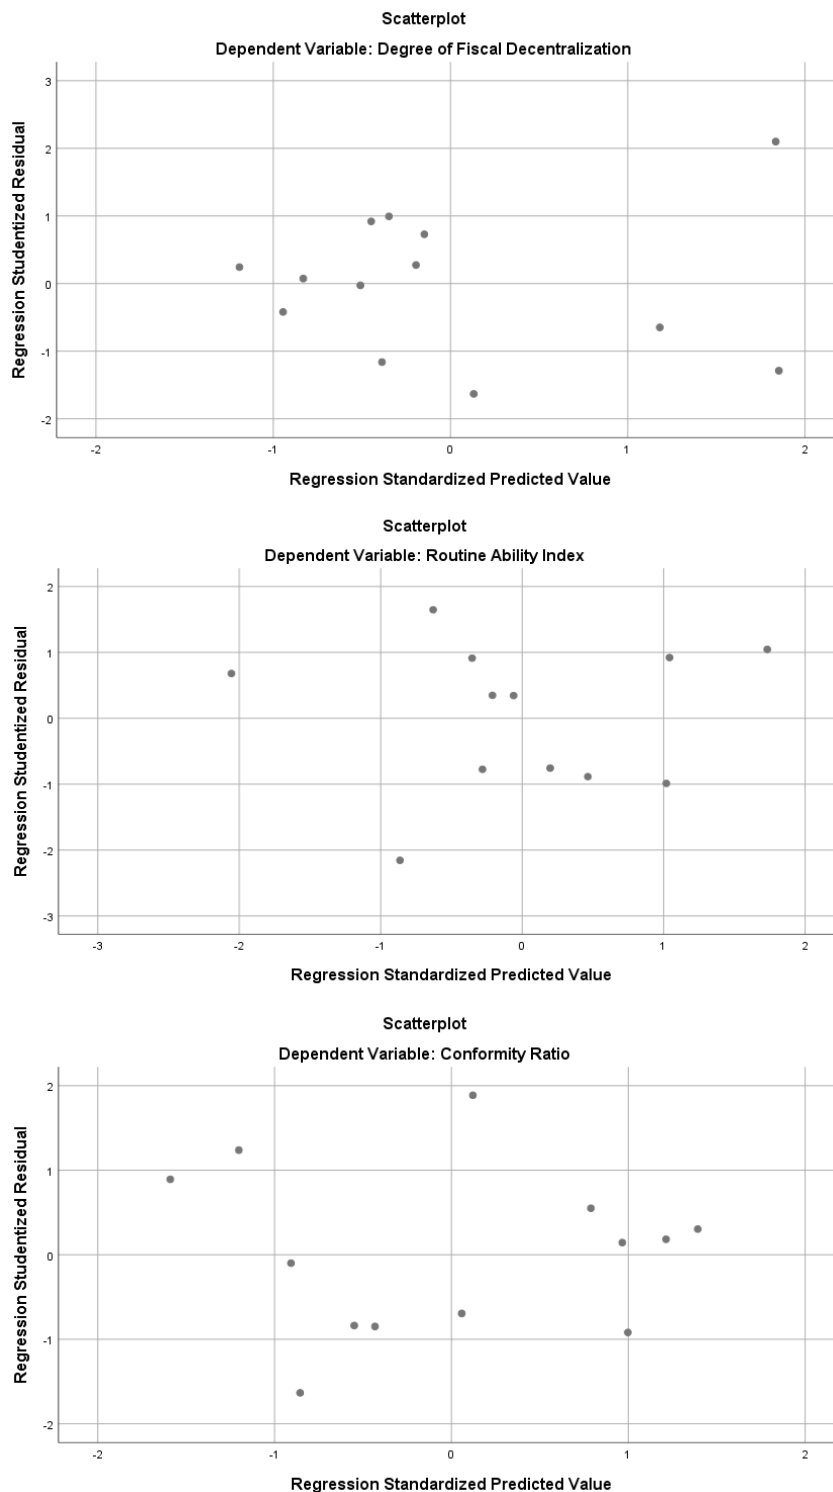 Scatterplot
Dependent Variable: Degree of Fiscal Decentralization
Regression Studentized Residual
3
2
1
0
-1
-2
-2 -1 0 1 2
Regression Standardized Predicted Value
Scatterplot
Dependent Variable: Routine Ability Index
Regression Studentized Residual
2
1
0
-1
-2
-3
-3 -2 -1 0 1 2
Regression Standardized Predicted Value
Scatterplot
Dependent Variable: Conformity Ratio
Regression Studentized Residual
2
1
0
-1
-2
-2 -1 0 1 2
Regression Standardized Predicted Value